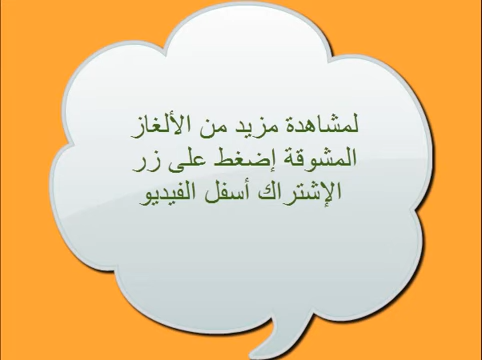 لمشاهدة مزيد من الألغاز
المشوقة إضغط على زر
الإشتراك أسفل الفيديو